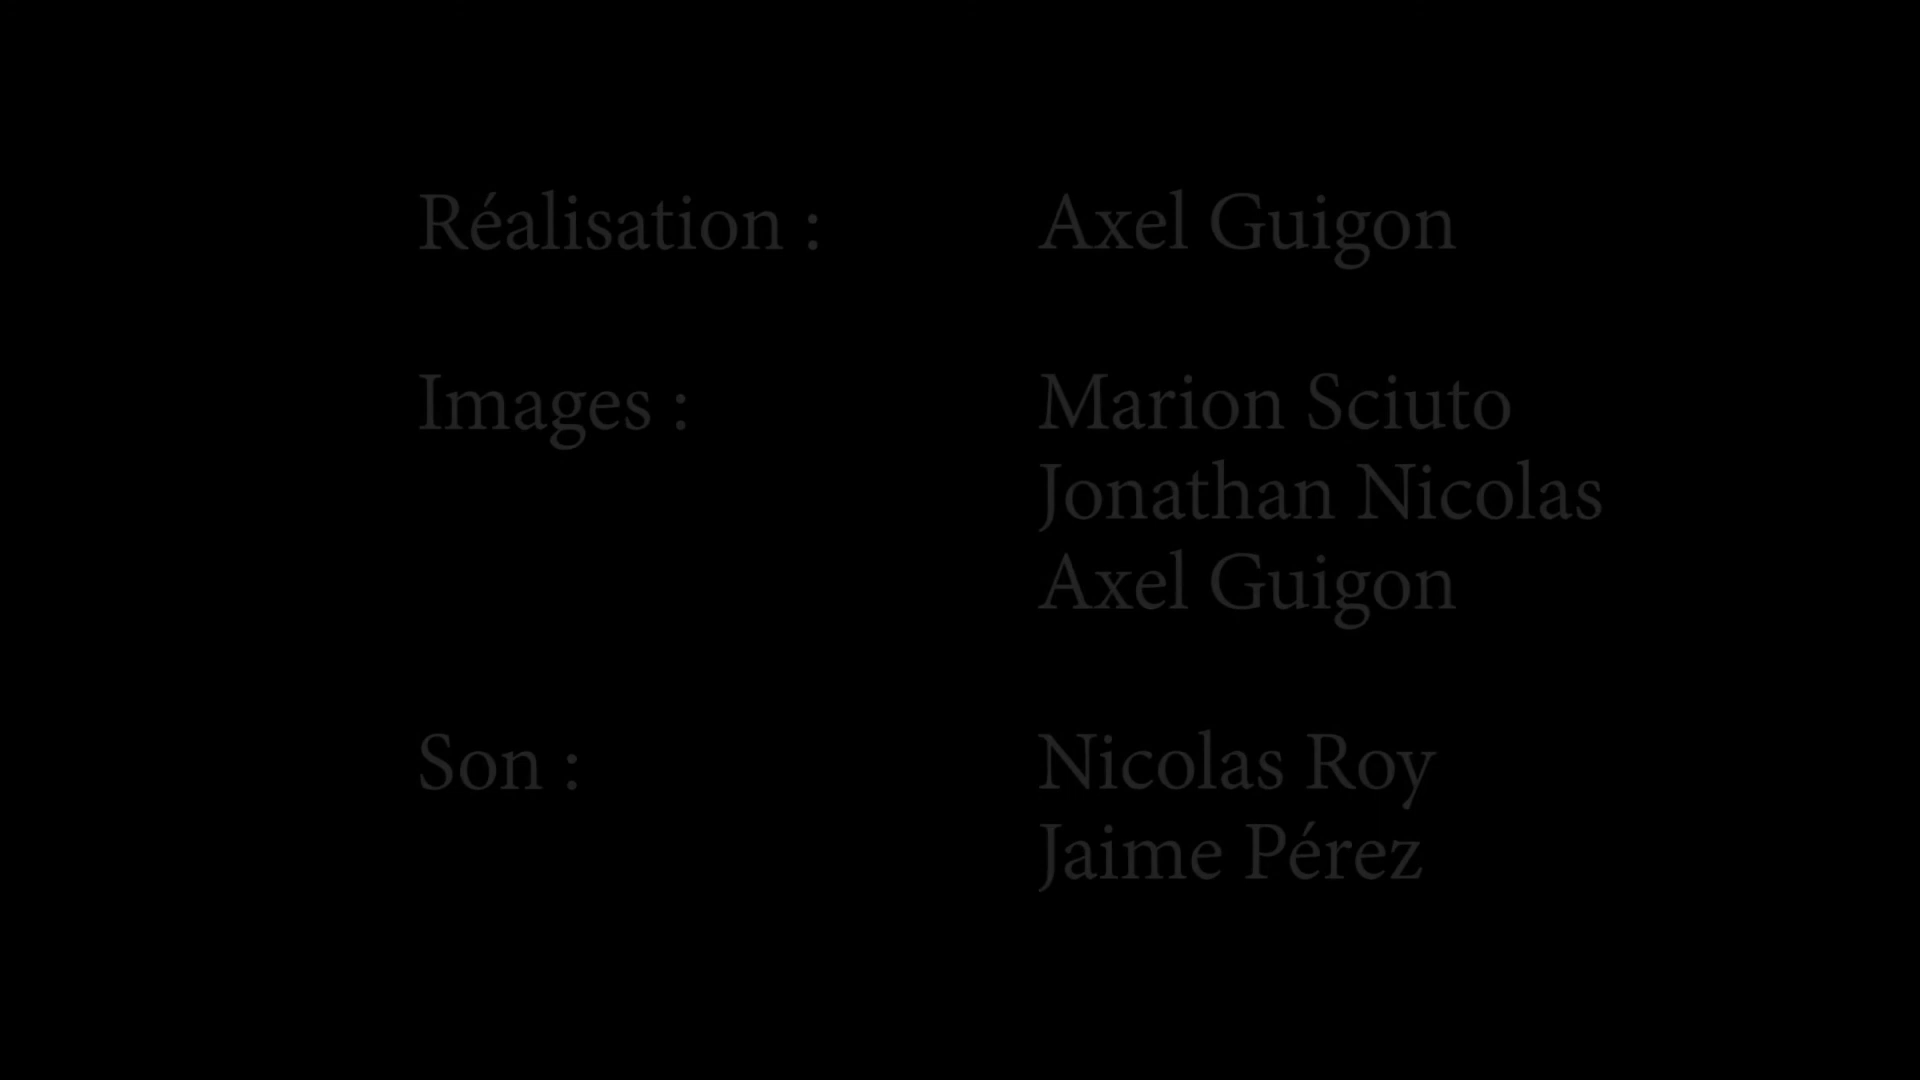 Réalisation : Axel Guigon
Images : Marion Sciuto
Jonathan Nicolas
Axel Guigon
Son : Nicolas Roy
Jaime Pérez